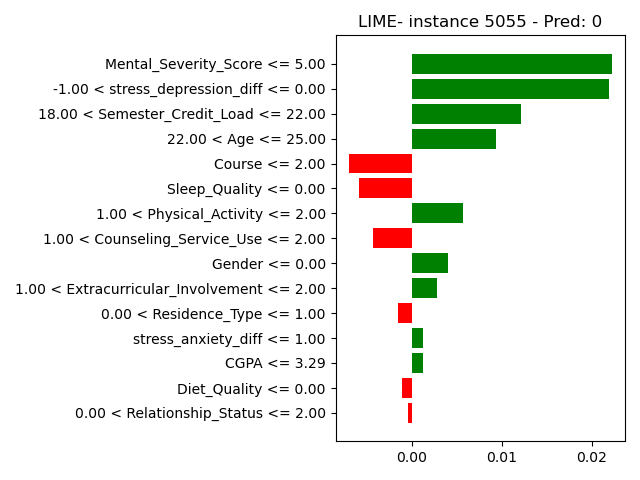 LIME- instance 5055 - Pred: 0
Mental_Severity_Score <= 5.00
-1.00 < stress_depression_diff <= 0.00
18.00 < Semester_Credit_Load <= 22.00
22.00 < Age <= 25.00
Course <= 2.00
Sleep_Quality <= 0.00
1.00 < Physical_Activity <= 2.00
1.00 < Counseling_Service_Use <= 2.00
Gender <= 0.00
1.00 < Extracurricular_Involvement <= 2.00
0.00 < Residence_Type <= 1.00
stress_anxiety_diff <= 1.00
CGPA <= 3.29
Diet_Quality <= 0.00
0.00 < Relationship_Status <= 2.00
0.00 0.01 0.02